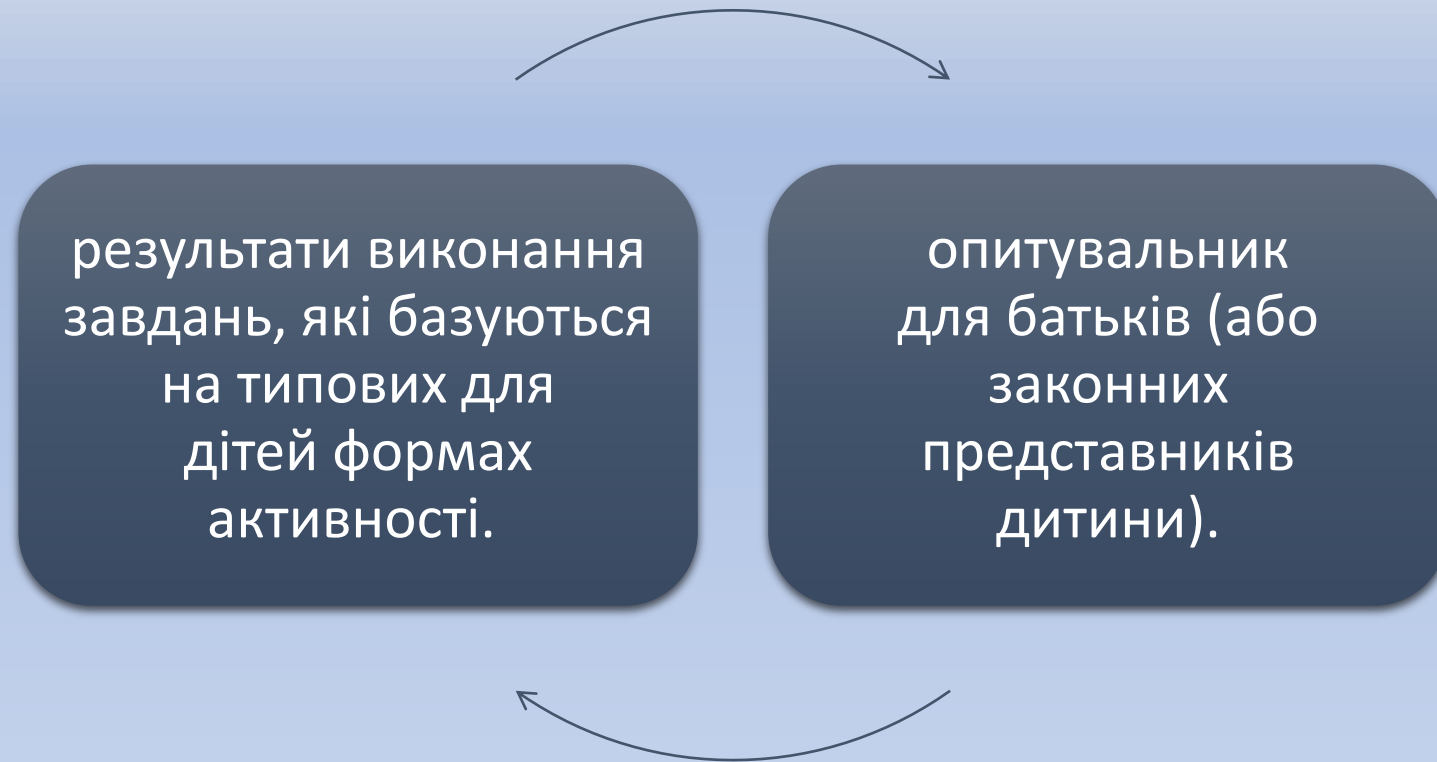 результати виконання
завдань, які базуються
на типових для
дітей формах
активності.
опитувальник
для батьків (або
законних
представників
дитини).